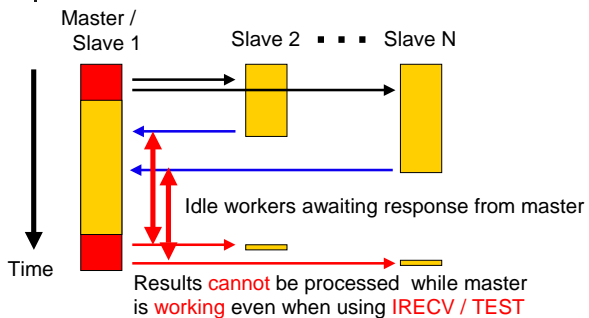 Master /
Slave 1
Slave 2 ▪ ▪ ▪ Slave N
Idle workers awaiting response from master
Time
Results cannot be processed while master
is working even when using IRECV / TEST